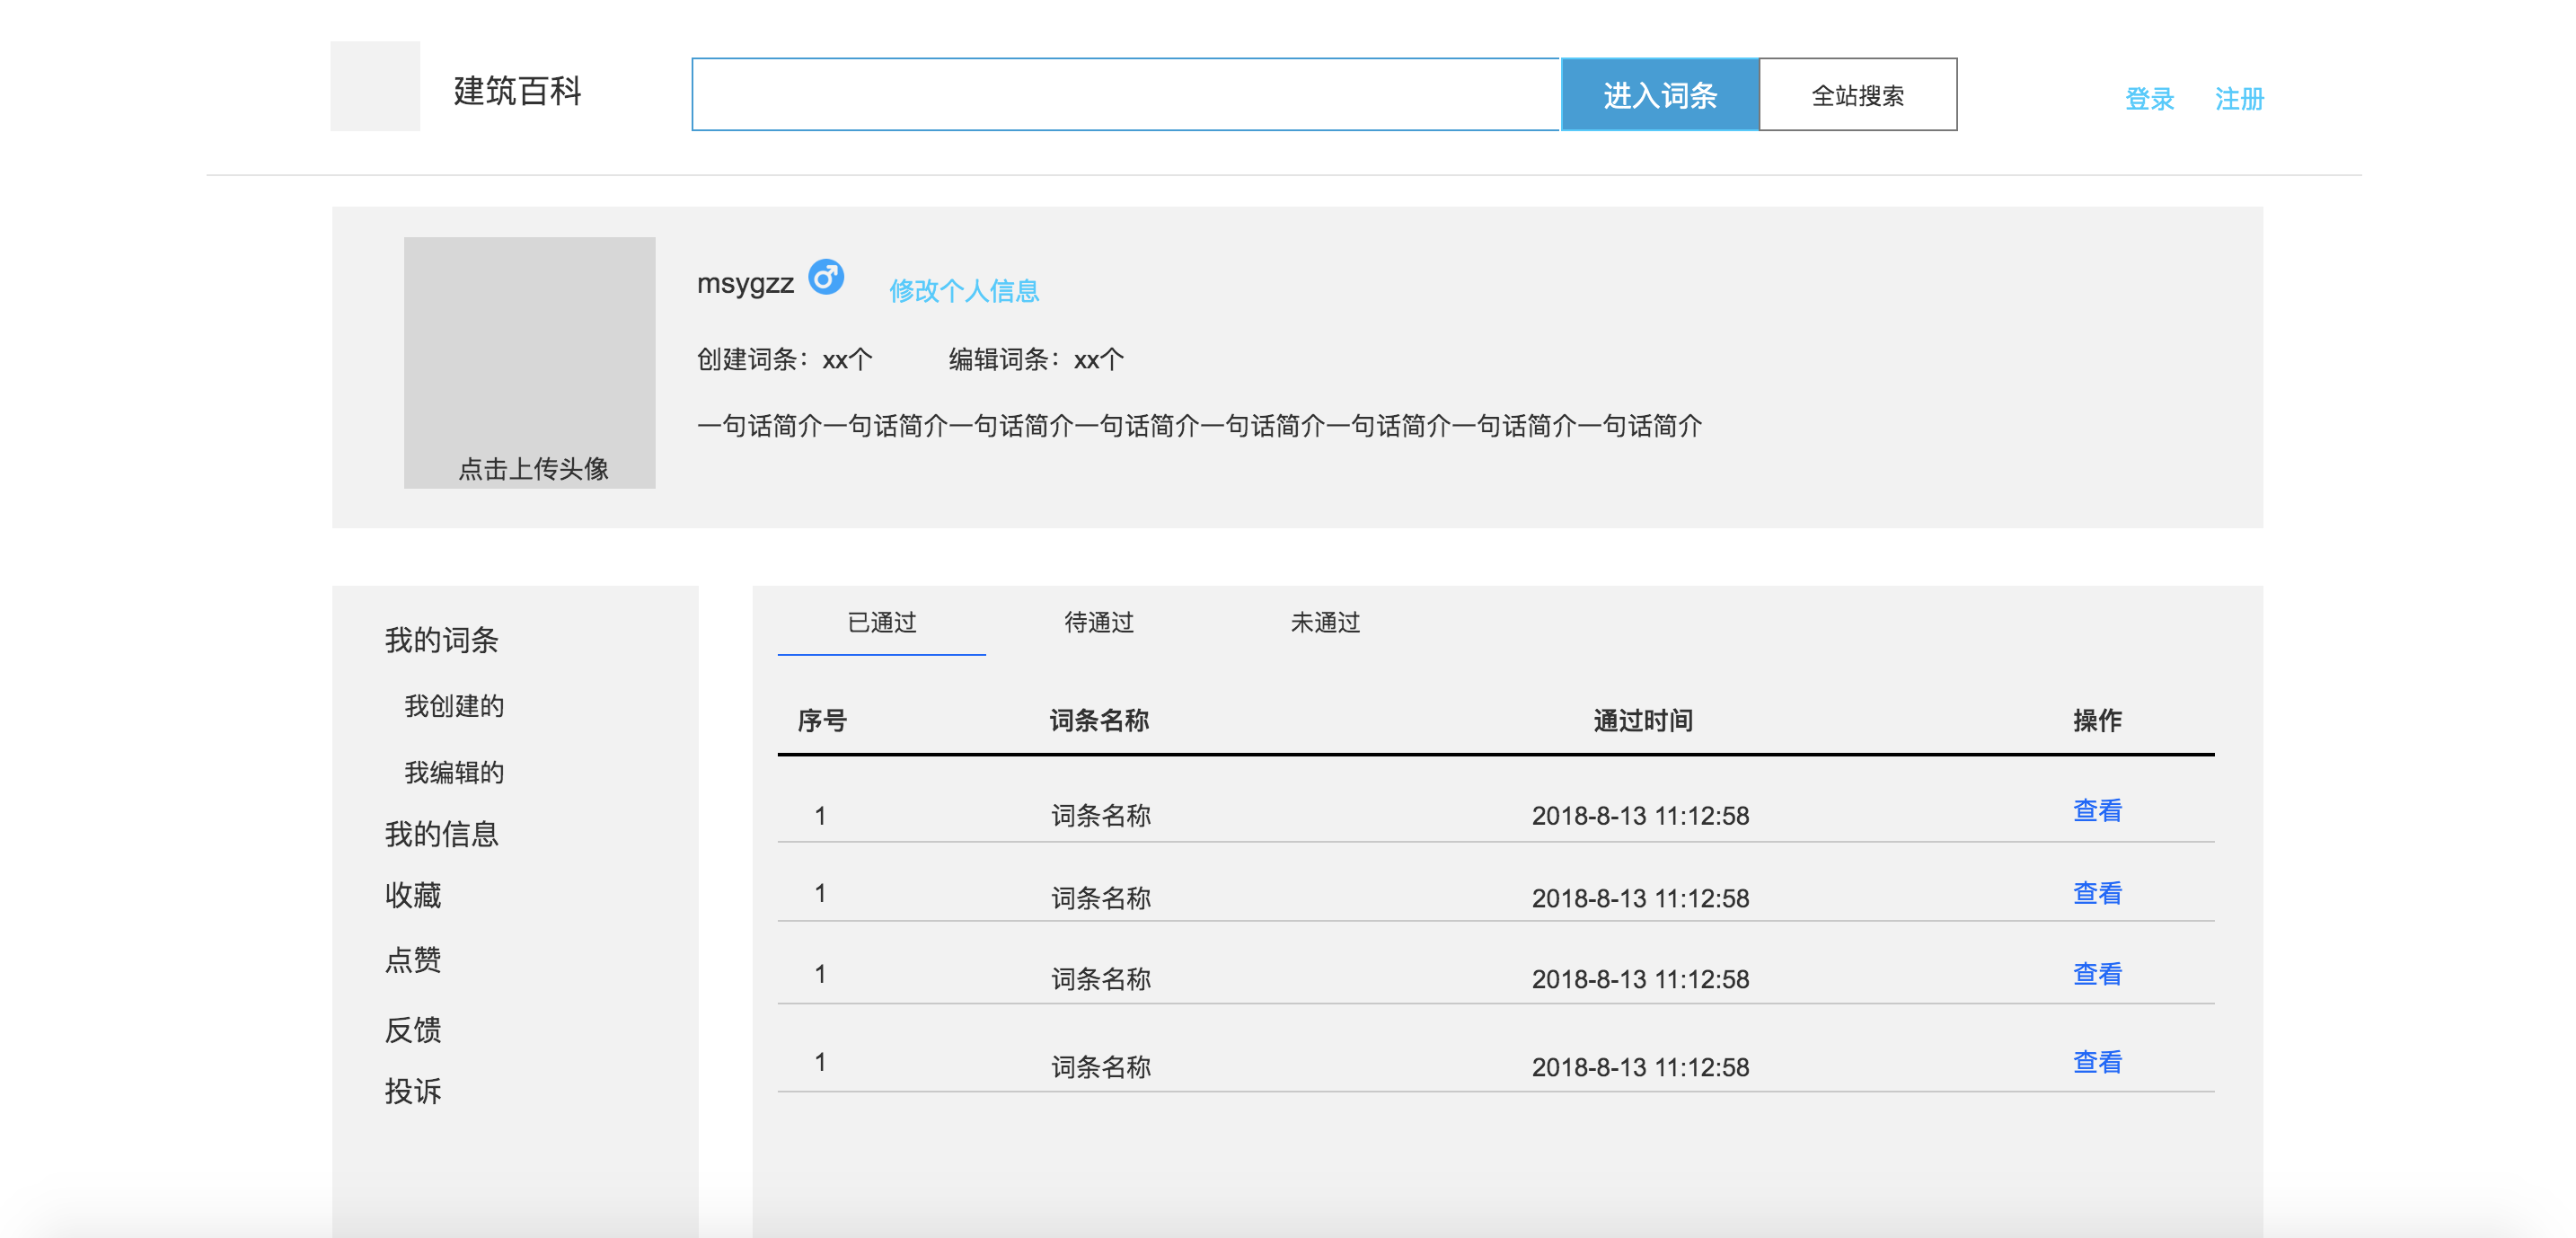 建筑百科 进入词条 全站搜索 登录 注册
msygzz 修改个人信息
创建词条：xx个 编辑词条：xx个
一句话简介一句话简介一句话简介一句话简介一句话简介一句话简介一句话简介一句话简介
点击上传头像
我的词条
我创建的
我编辑的
我的信息
收藏
点赞
反馈
投诉
已通过 待通过 未通过
序号 词条名称 通过时间 操作
1 词条名称 2018-8-13 11:12:58 查看
1 词条名称 2018-8-13 11:12:58 查看
1 词条名称 2018-8-13 11:12:58 查看
1 词条名称 2018-8-13 11:12:58 查看